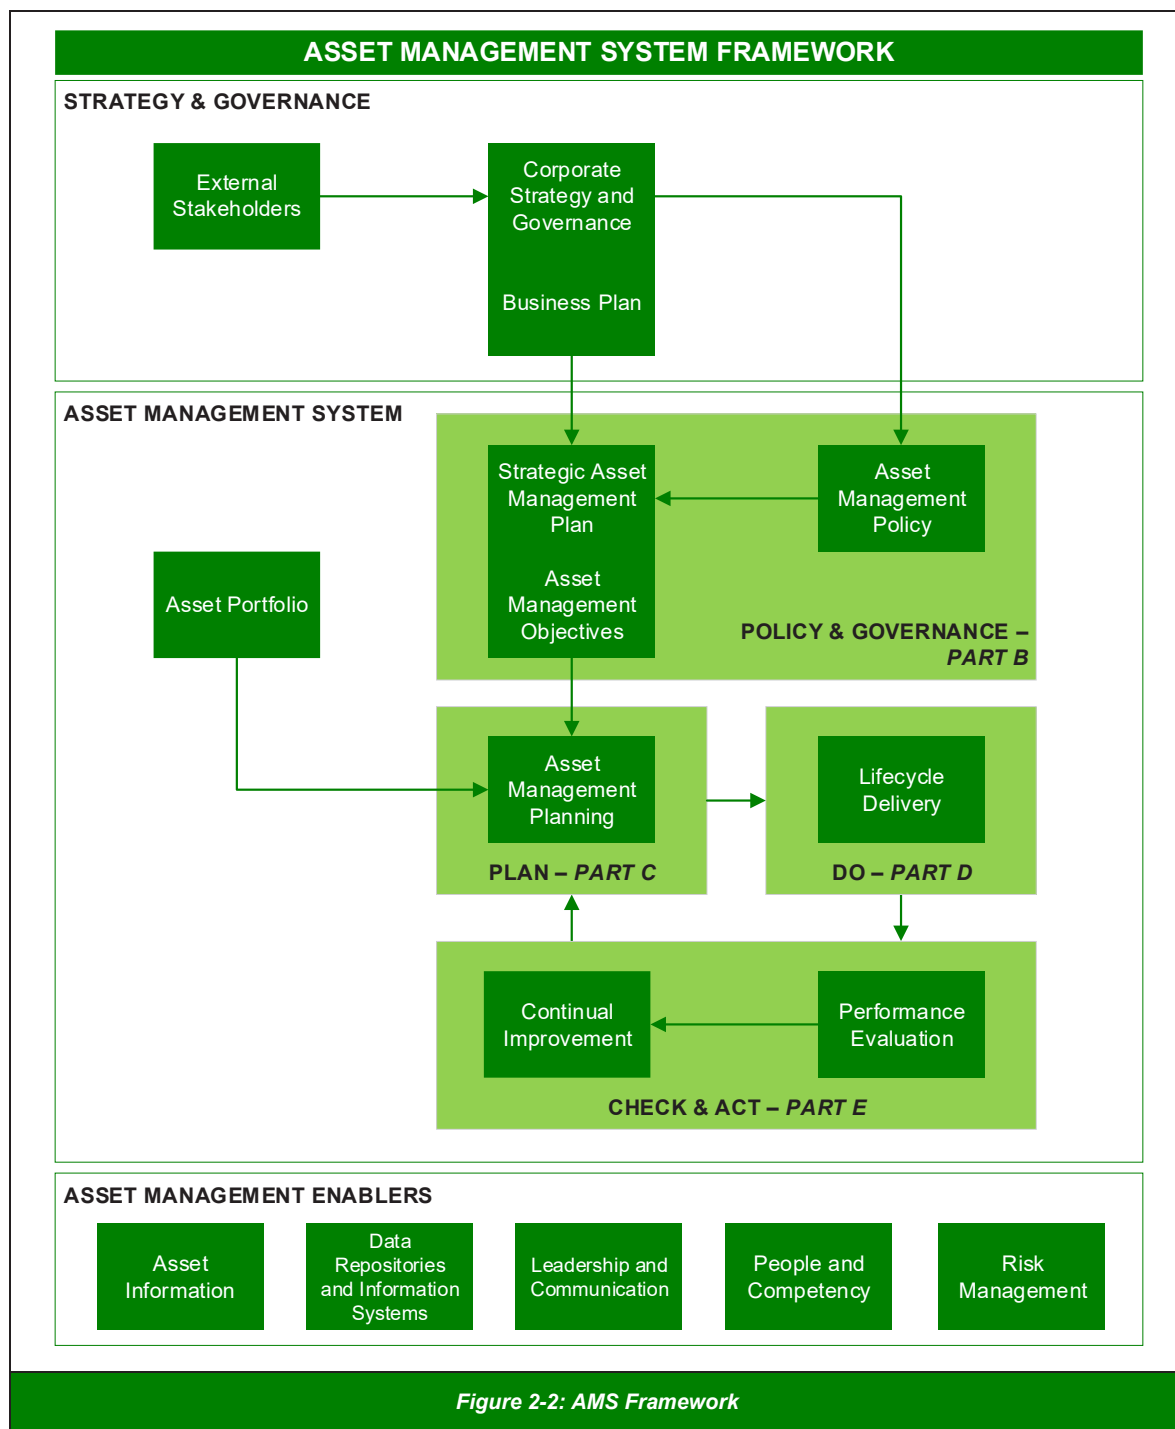 ASSET MANAGEMENT SYSTEM FRAMEWORK
STRATEGY & GOVERNANCE
External
Stakeholders
Corporate
Strategy and
Governance
Business Plan
ASSET MANAGEMENT SYSTEM
Strategic Asset
Management
Plan
Asset
Management
Objectives
Asset
Management
Policy
POLICY & GOVERNANCE –
PART B
Asset Portfolio
Asset
Management
Planning
PLAN – PART C
Lifecycle
Delivery
DO – PART D
Continual
Improvement
Performance
Evaluation
CHECK & ACT – PART E
ASSET MANAGEMENT ENABLERS
Asset
Information
Data
Repositories
and Information
Systems
Leadership and
Communication
People and
Competency
Risk
Management
Figure 2-2: AMS Framework